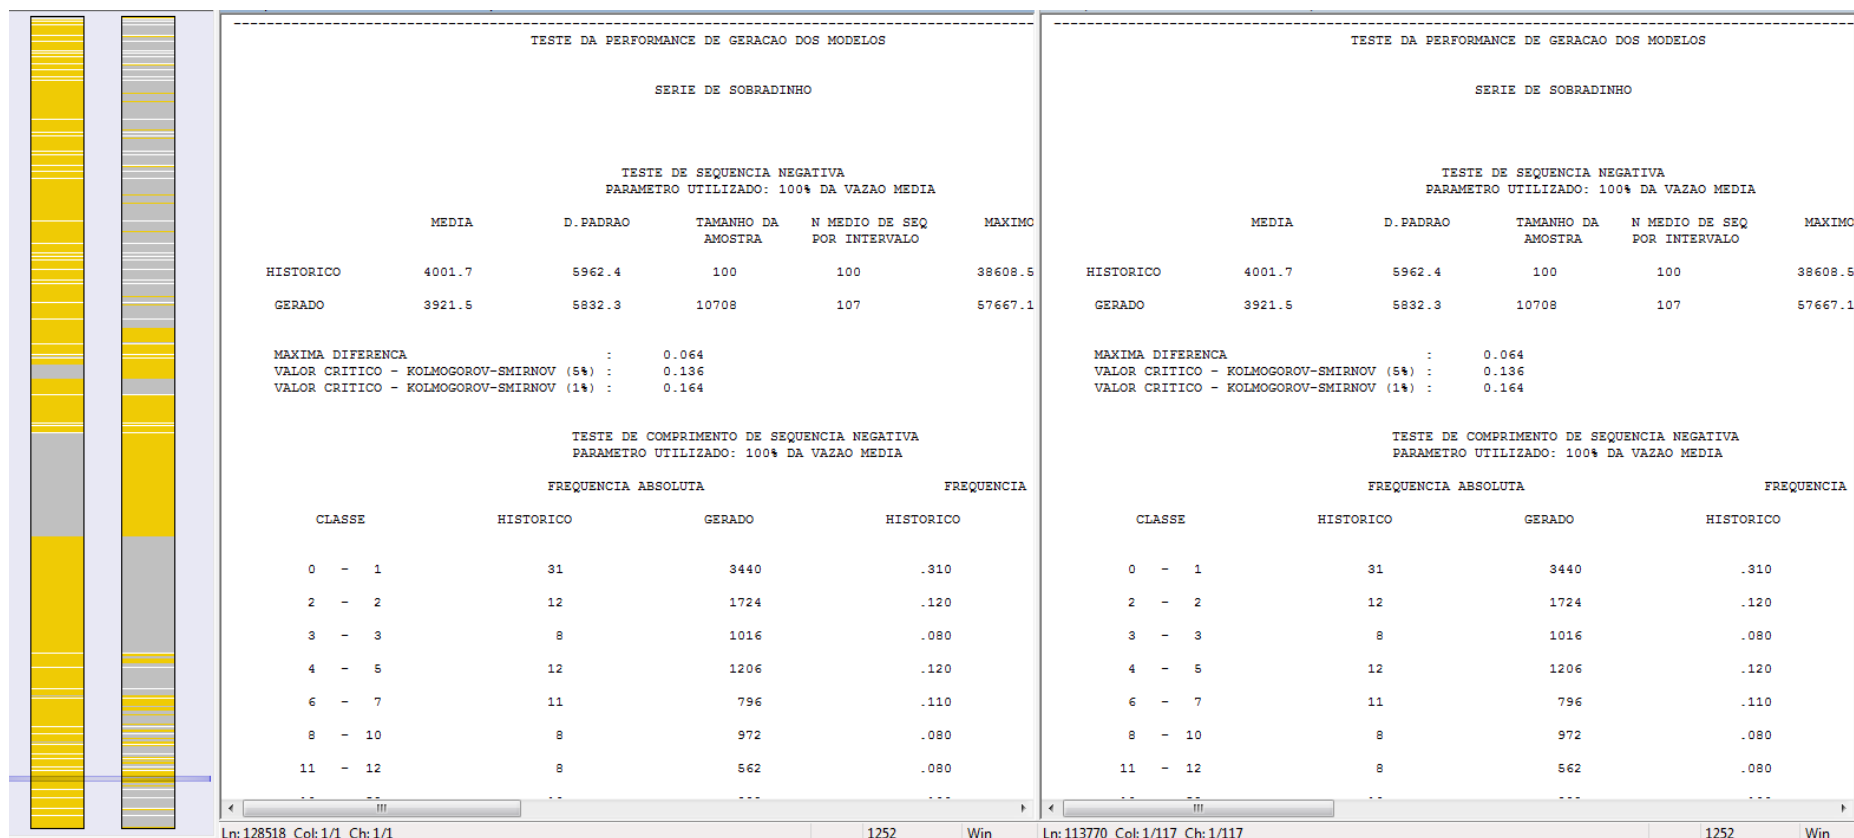 TESTE DA PERFORMANCE DE GERACAO DOS MODELOS
SERIE DE SOBRADINHO
TESTE DE SEQUENCIA NEGATIVA
PARAMETRO UTILIZADO: 100% DA VAZAO MEDIA
MEDIA D.PADRAO TAMANHO DA N MEDIO DE SEQ MAXIMO
AMOSTRA POR INTERVALO
HISTORICO 4001.7 5962.4 100 100 38608.5
GERADO 3921.5 5832.3 10708 107 57667.1
MAXIMA DIFERENCA : 0.064
VALOR CRITICO - KOLMOGOROV-SMIRNOV (5%) : 0.136
VALOR CRITICO - KOLMOGOROV-SMIRNOV (1%) : 0.164
TESTE DE COMPRIMENTO DE SEQUENCIA NEGATIVA
PARAMETRO UTILIZADO: 100% DA VAZAO MEDIA
FREQUENCIA ABSOLUTA FREQUENCIA
CLASSE HISTORICO GERADO HISTORICO
0 - 1 31 3440 .310
2 - 2 12 1724 .120
3 - 3 8 1016 .080
4 - 5 12 1206 .120
6 - 7 11 796 .110
8 - 10 8 972 .080
11 - 12 8 562 .080
Ln: 128518 Col: 1/1 Ch: 1/1 1252 Win
TESTE DA PERFORMANCE DE GERACAO DOS MODELOS
SERIE DE SOBRADINHO
TESTE DE SEQUENCIA NEGATIVA
PARAMETRO UTILIZADO: 100% DA VAZAO MEDIA
MEDIA D.PADRAO TAMANHO DA N MEDIO DE SEQ MAXIMO
AMOSTRA POR INTERVALO
HISTORICO 4001.7 5962.4 100 100 38608.5
GERADO 3921.5 5832.3 10708 107 57667.1
MAXIMA DIFERENCA : 0.064
VALOR CRITICO - KOLMOGOROV-SMIRNOV (5%) : 0.136
VALOR CRITICO - KOLMOGOROV-SMIRNOV (1%) : 0.164
TESTE DE COMPRIMENTO DE SEQUENCIA NEGATIVA
PARAMETRO UTILIZADO: 100% DA VAZAO MEDIA
FREQUENCIA ABSOLUTA FREQUENCIA
CLASSE HISTORICO GERADO HISTORICO
0 - 1 31 3440 .310
2 - 2 12 1724 .120
3 - 3 8 1016 .080
4 - 5 12 1206 .120
6 - 7 11 796 .110
8 - 10 8 972 .080
11 - 12 8 562 .080
Ln: 113770 Col: 1/117 Ch: 1/117 1252 Win